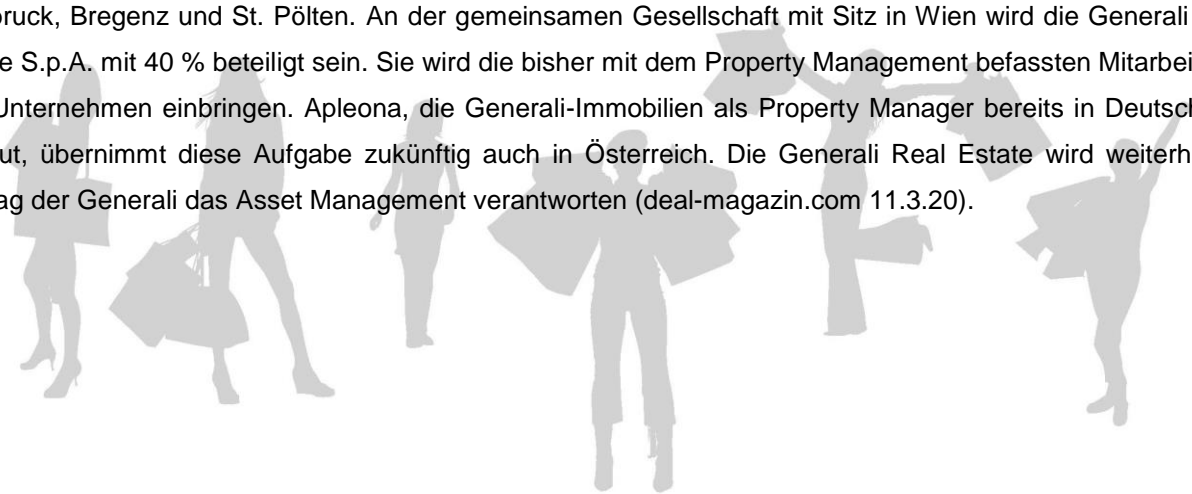 bruck, Bregenz und St. Pölten. An der gemeinsamen Gesellschaft mit Sitz in Wien wird die Generali
e S.p.A. mit 40 % beteiligt sein. Sie wird die bisher mit dem Property Management befassten Mitarbei
Unternehmen einbringen. Apleona, die Generali-Immobilien als Property Manager bereits in Deutsch
ut, übernimmt diese Aufgabe zukünftig auch in Österreich. Die Generali Real Estate wird weiterh
ag der Generali das Asset Management verantworten (deal-magazin.com 11.3.20).